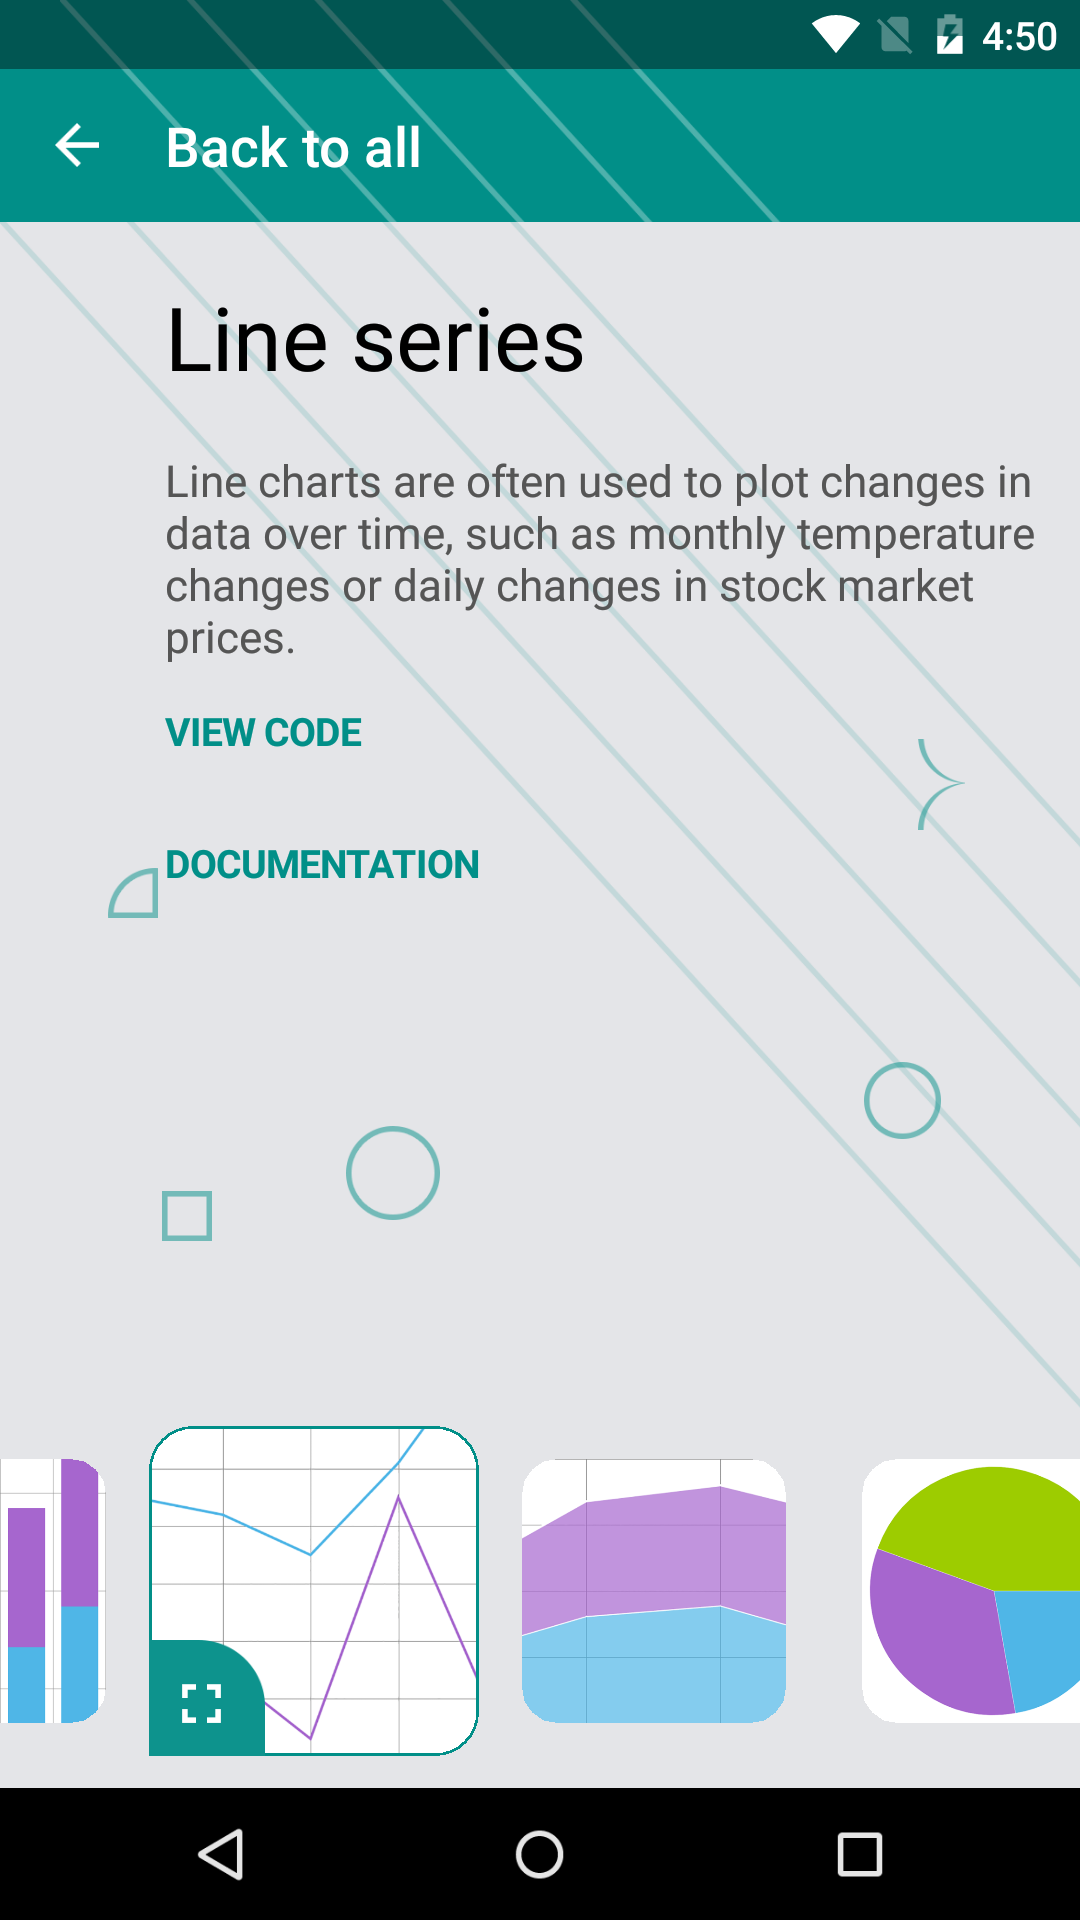 4:50
Back to all
Line series
Line charts are often used to plot changes in
data over time, such as monthly temperature
changes or daily changes in stock market
prices.
VIEW CODE
DOCUMENTATION